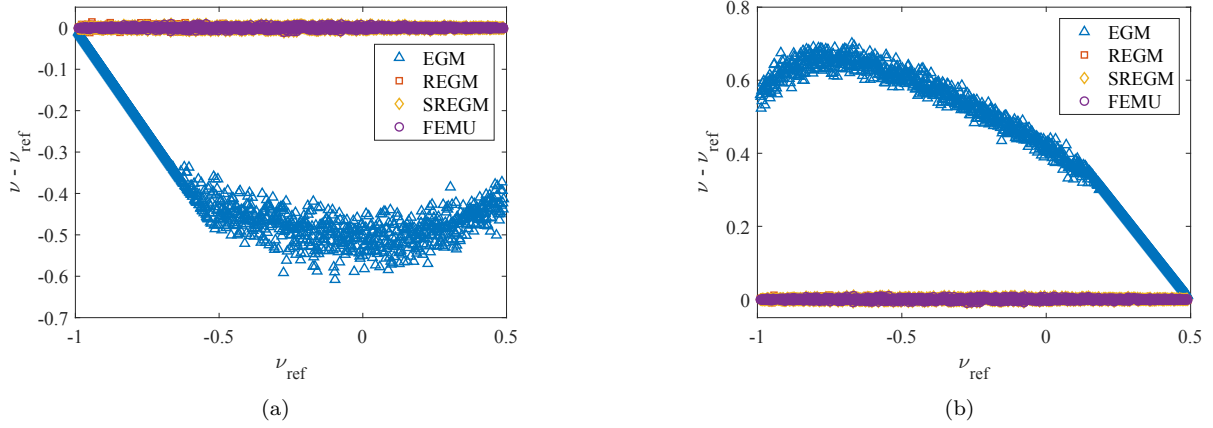 0
-0.1
-0.2
-0.3
-0.4
-0.5
-0.6
-0.7
ν - ν_ref
EGM
REGM
SREGM
FEMU
-1 -0.5 0 0.5
ν_ref
(a)
0.8
0.6
0.4
0.2
0
ν - ν_ref
EGM
REGM
SREGM
FEMU
-1 -0.5 0 0.5
ν_ref
(b)